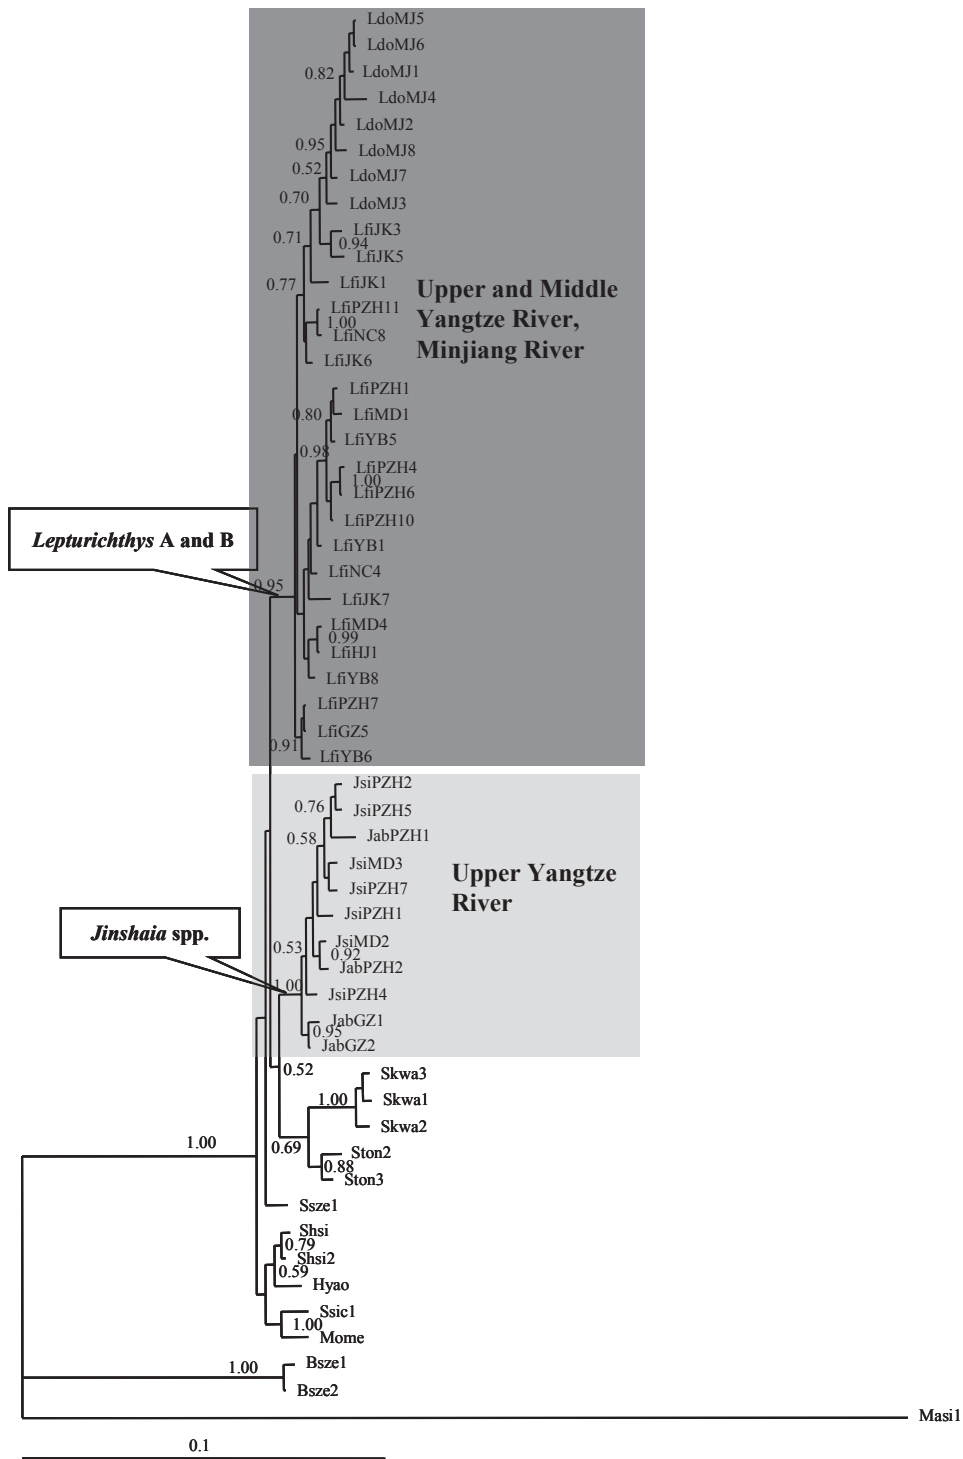 LdoMJ5
LdoMJ6
LdoMJ1
0.82
LdoMJ4
LdoMJ2
0.95
LdoMJ8
0.52
LdoMJ7
0.70
LdoMJ3
LfiJK3
0.71
0.94
LfiJK5
0.77
LfiJK1
Upper and Middle
Yangtze River,
Minjiang River
LfiPZH11
1.00
LfiNC8
LfiJK6
LfiPZH1
0.80
LfiMD1
LfiYB5
0.98
LfiPZH4
1.00
LfiPZH6
LfiPZH10
Lepturichthys A and B
LfiYB1
LfiNC4
0.95
LfiJK7
LfiMD4
0.99
LfiHJ1
LfiYB8
LfiPZH7
LfiGZ5
0.91
LfiYB6
JsiPZH2
0.76
JsiPZH5
0.58
JabPZH1
JsiMD3
Upper Yangtze
River
JsiPZH7
JsiPZH1
Jinshaia spp.
JsiMD2
0.53
0.92
JabPZH2
1.00
JsiPZH4
JabGZ1
0.95
JabGZ2
0.52
Skwa3
1.00
Skwa1
Skwa2
1.00
0.69
Ston2
0.88
Ston3
Ssze1
Shsi
0.79
Shsi2
0.59
Hyao
Ssic1
1.00
Mome
Bsze1
1.00
Bsze2
Masi1
0.1